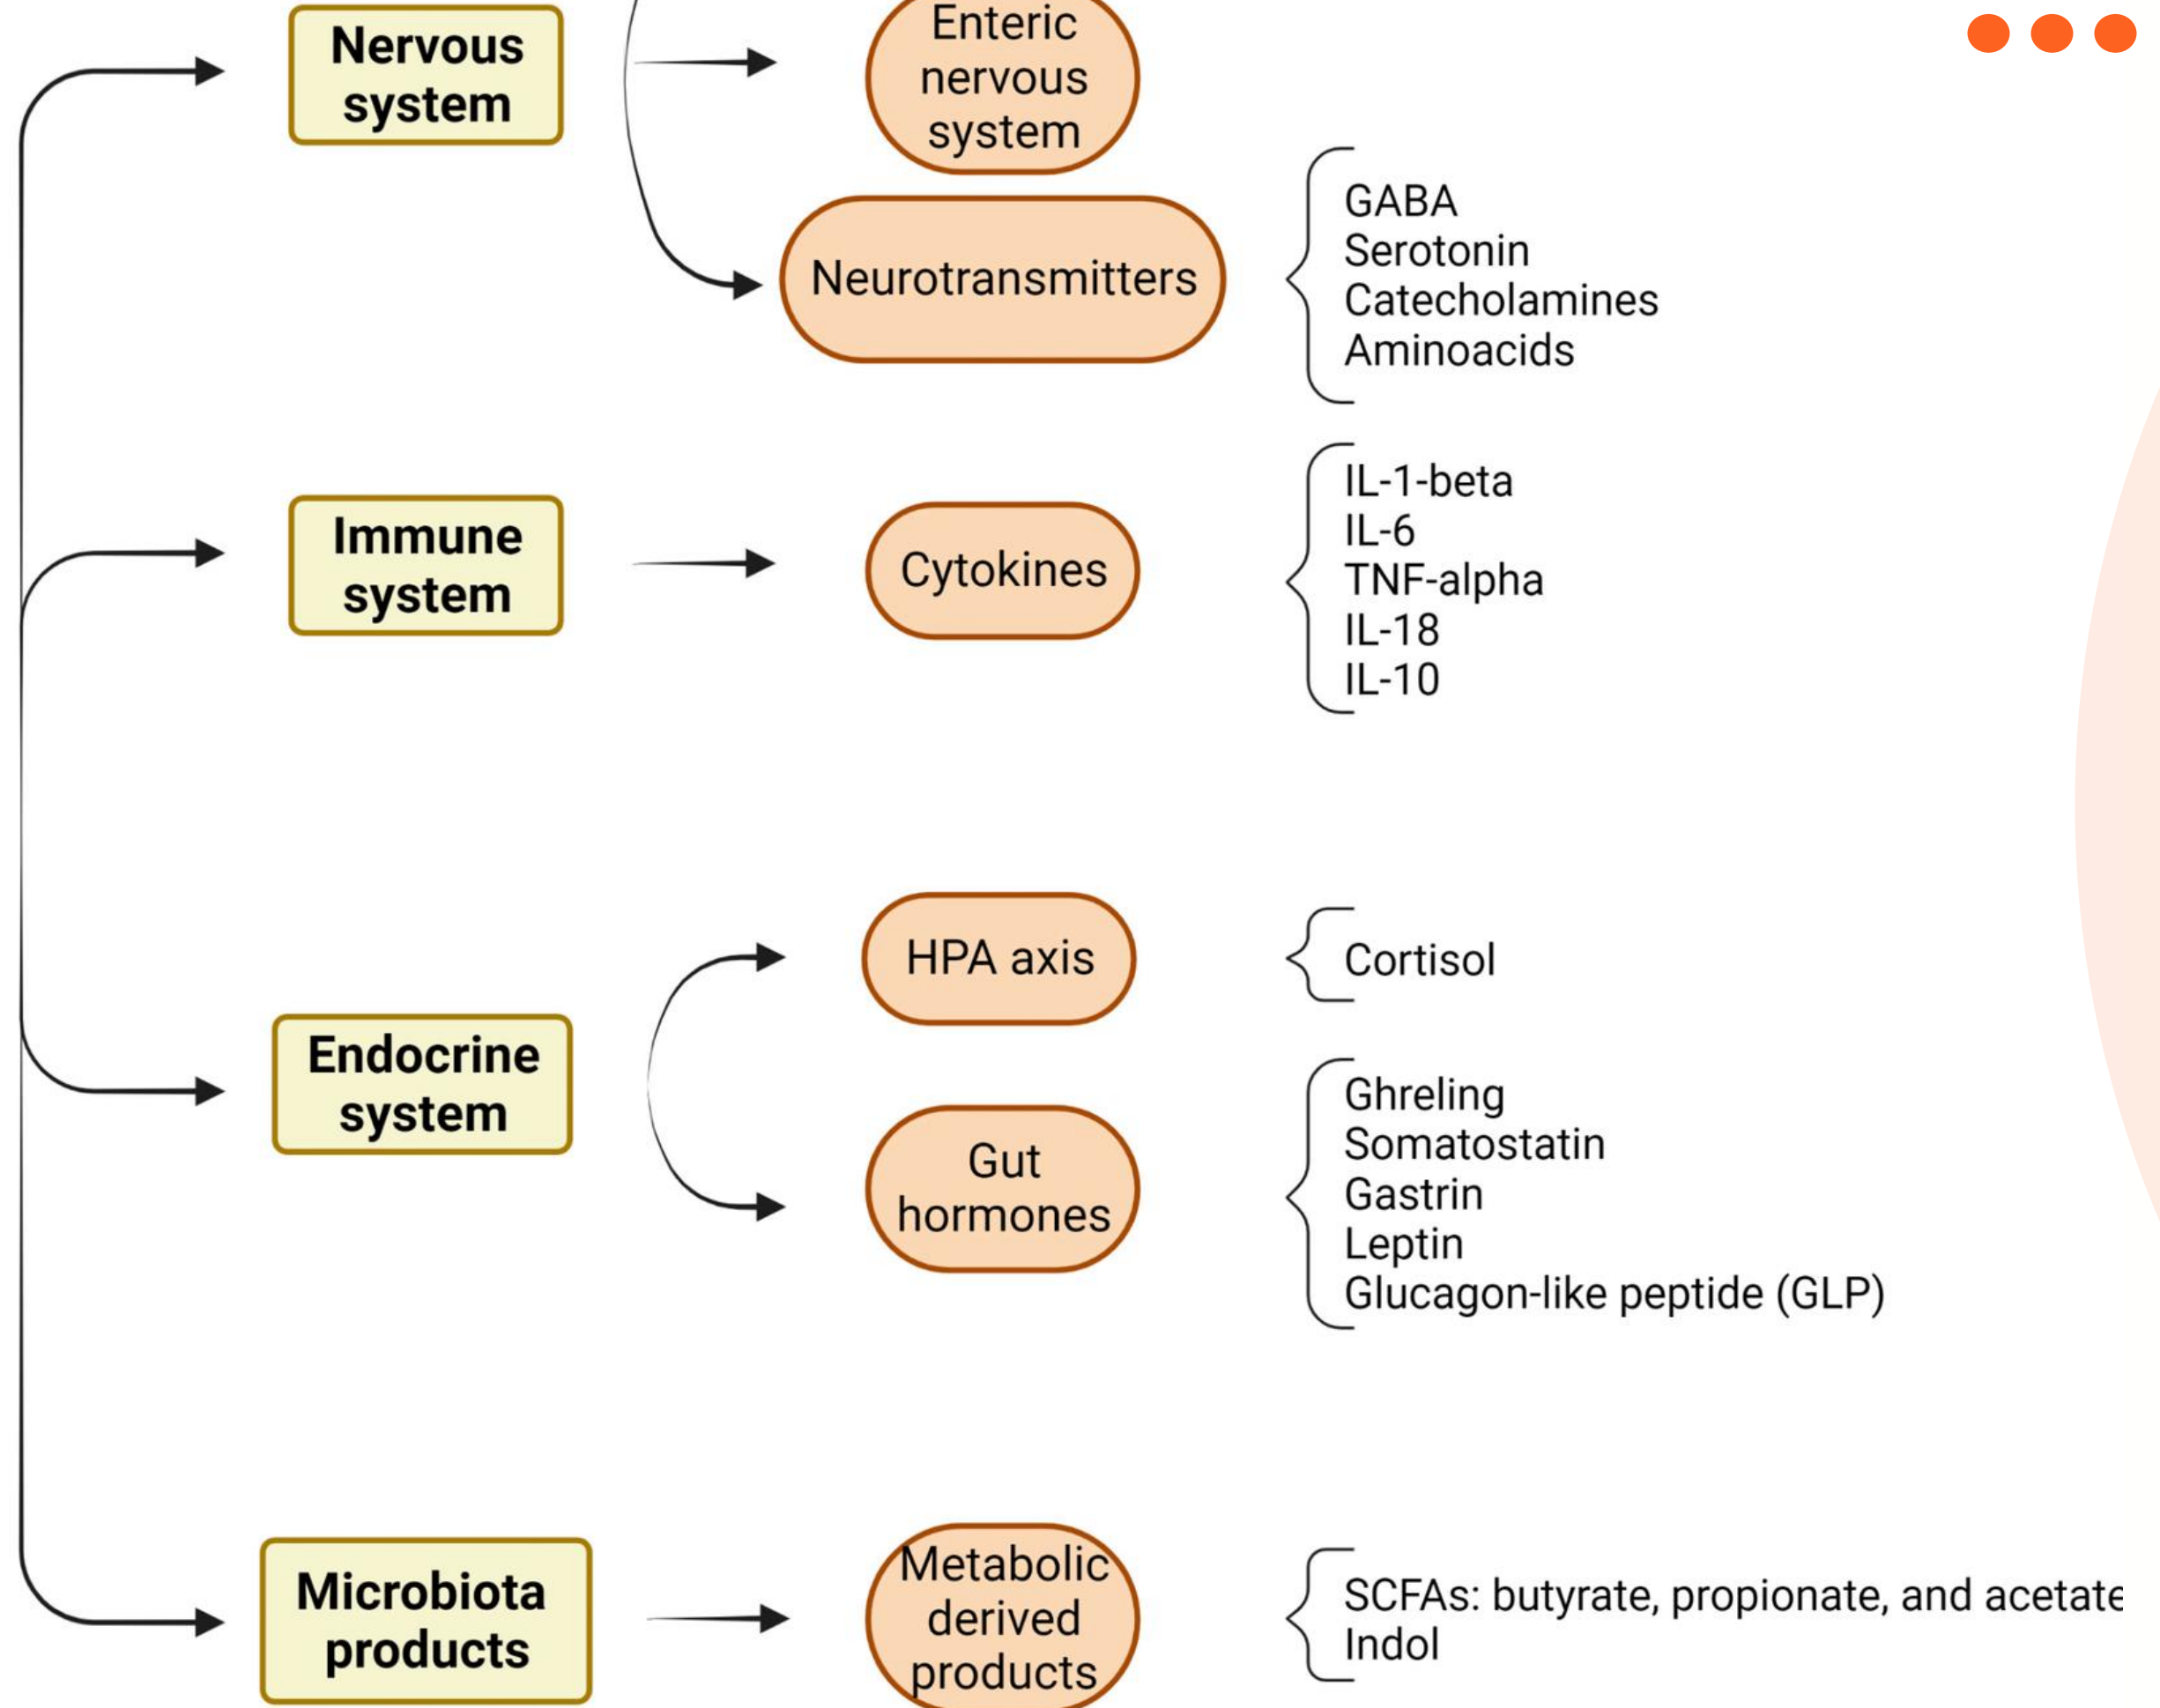 Nervous
system
Enteric
nervous
system
Neurotransmitters
GABA
Serotonin
Catecholamines
Aminoacids
Immune
system
Cytokines
IL-1-beta
IL-6
TNF-alpha
IL-18
IL-10
Endocrine
system
HPA axis
Cortisol
Gut
hormones
Ghreling
Somatostatin
Gastrin
Leptin
Glucagon-like peptide (GLP)
Microbiota
products
Metabolic
derived
products
SCFAs: butyrate, propionate, and acetate
Indol